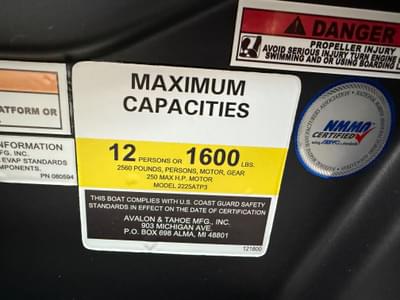 DANGER
PROPELLER INJURY
AVOID SERIOUS INJURY TURN ENGINE
SWIMMING AND OR USING BOARDING
MAXIMUM
CAPACITIES
12 PERSONS OR 1600 LBS.
2560 POUNDS, PERSONS, MOTOR, GEAR
250 MAX H.P. MOTOR
MODEL 2225ATP3
THIS BOAT COMPLIES WITH U.S. COAST GUARD SAFETY
STANDARDS IN EFFECT ON THE DATE OF CERTIFICATION
AVALON & TAHOE MFG., INC.
903 MICHIGAN AVE.
P.O. BOX 698 ALMA, MI 48801
121800
LATFORM OR
INFORMATION
FG. INC.
EVAP STANDARDS
OMPONENTS.
PN 080594
NMMA
CERTIFIED